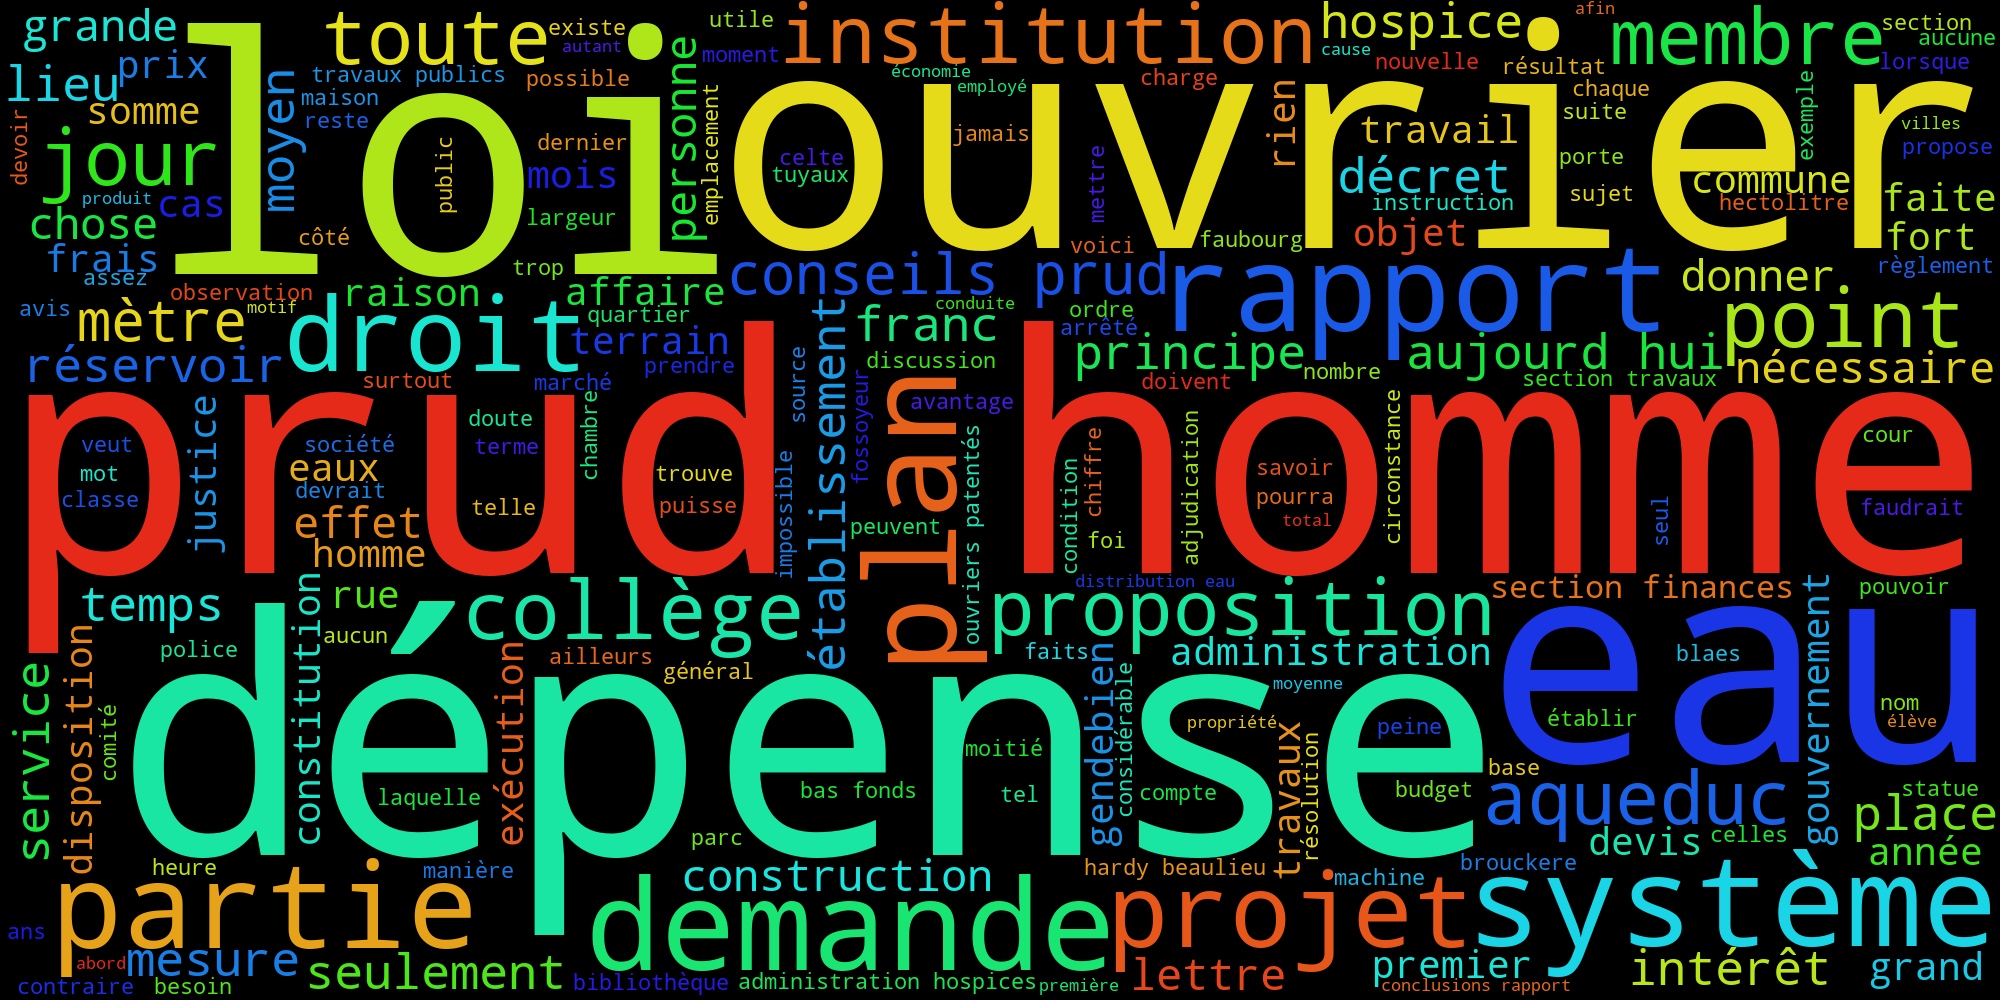 grande
toute
existe
autant
utile
institution
hospice
afin
membre
section
aucune
lieu
prix
loi
travaux publics
possible
personne
moment
économie
employé
charge
cause
nouvelle
résultat
lorsque
somme
moyen
maison
reste
emplacement
ouvrier
rien
chaque
suite
exemple
villes
propose
devoir
jour
public
dernier
mois
celte
tuyaux
jamais
mettre
travail
décret
instruction
porte
sujet
commune
hectolitre
faite
produit
cas
chose
côté
largeur
faubourg
objet
fort
frais
assez
trop
voici
conseils prud
rapport
donner
règlement
observation
raison
affaire
avis
motif
mètre
droit
quartier
terrain
établissement
conduite
franc
ordre
arrêté
principe
aujourd hui
point
réservoir
surtout
marché
prendre
source
discussion
doivent
nombre
section travaux
nécessaire
prud homme
justice
veut
mot
classe
société
eaux
devrait
doute
terme
telle
chambre
trouve
puisse
impossible
fossoyeur
plan
avantage
peuvent
ouvriers patentés
condition
chiffre
foi
adjudication
circonstance
savoir
pourra
total
seul
cour
faudrait
effet
homme
temps
rue
aucun
collège
distribution eau
proposition
section finances
pouvoir
gouvernement
police
constitution
exécution
ailleurs
général
faits
administration
eau
blaes
service
disposition
comité
dépense
gendebien
considérable
moyenne
propriété
travaux
résolution
peine
établir
nom
élève
moitié
laquelle
bas fonds
tel
compte
budget
base
aqueduc
statue
place
parc
devis
celles
année
heure
manière
construction
hardy beaulieu
machine
brouckere
partie
demande
projet
système
ans
abord
mesure
seulement
lettre
premier
intérêt
grand
contraire
besoin
bibliothèque
administration hospices
première
conclusions rapport